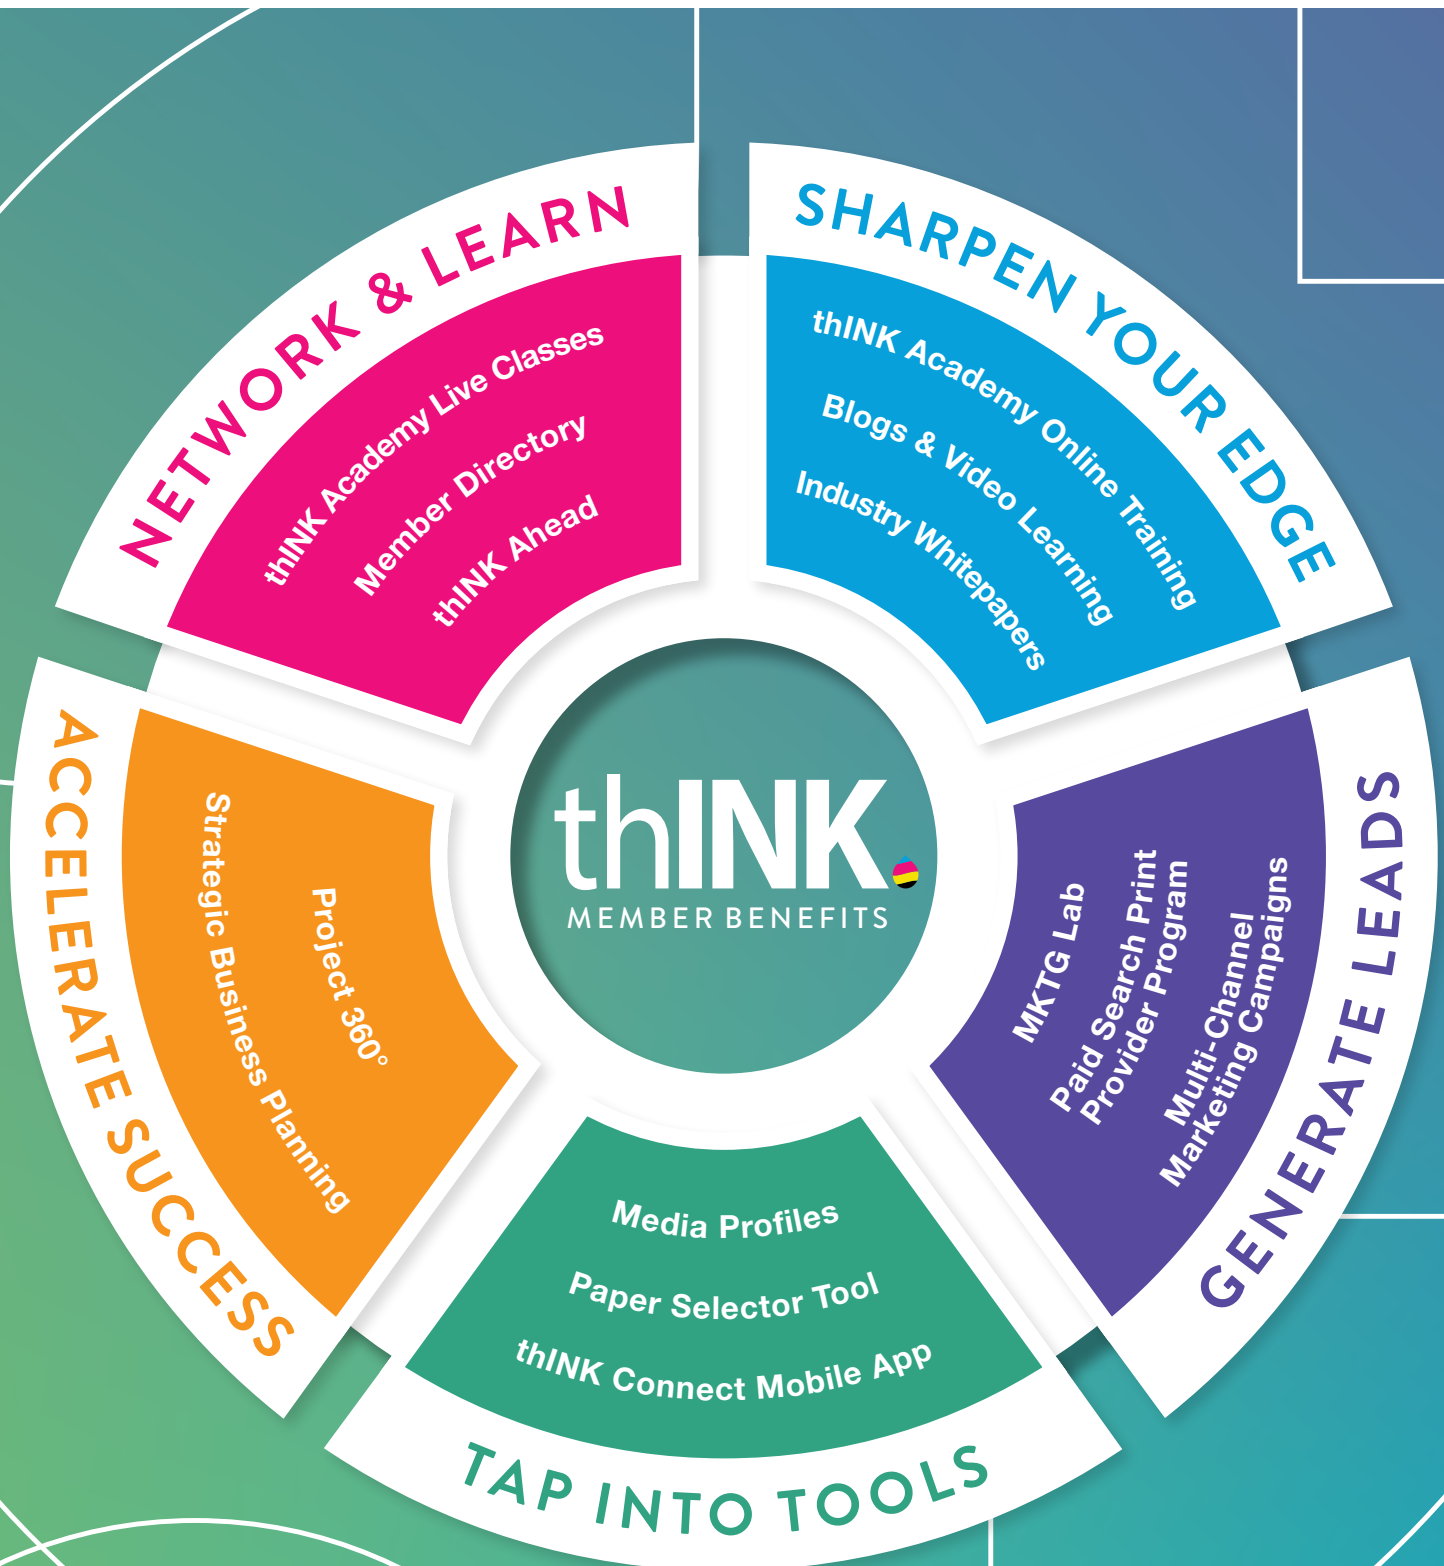 NETWORK & LEARN
thINK Academy Live Classes
Member Directory
thINK Ahead
SHARPEN YOUR EDGE
thINK Academy Online Training
Blogs & Video Learning
Industry Whitepapers
GENERATE LEADS
MKTG Lab
Paid Search Print
Provider Program
Multi-Channel
Marketing Campaigns
TAP INTO TOOLS
Media Profiles
Paper Selector Tool
thINK Connect Mobile App
ACCELERATE SUCCESS
Strategic Business Planning
Project 360°
thINK.
MEMBER BENEFITS